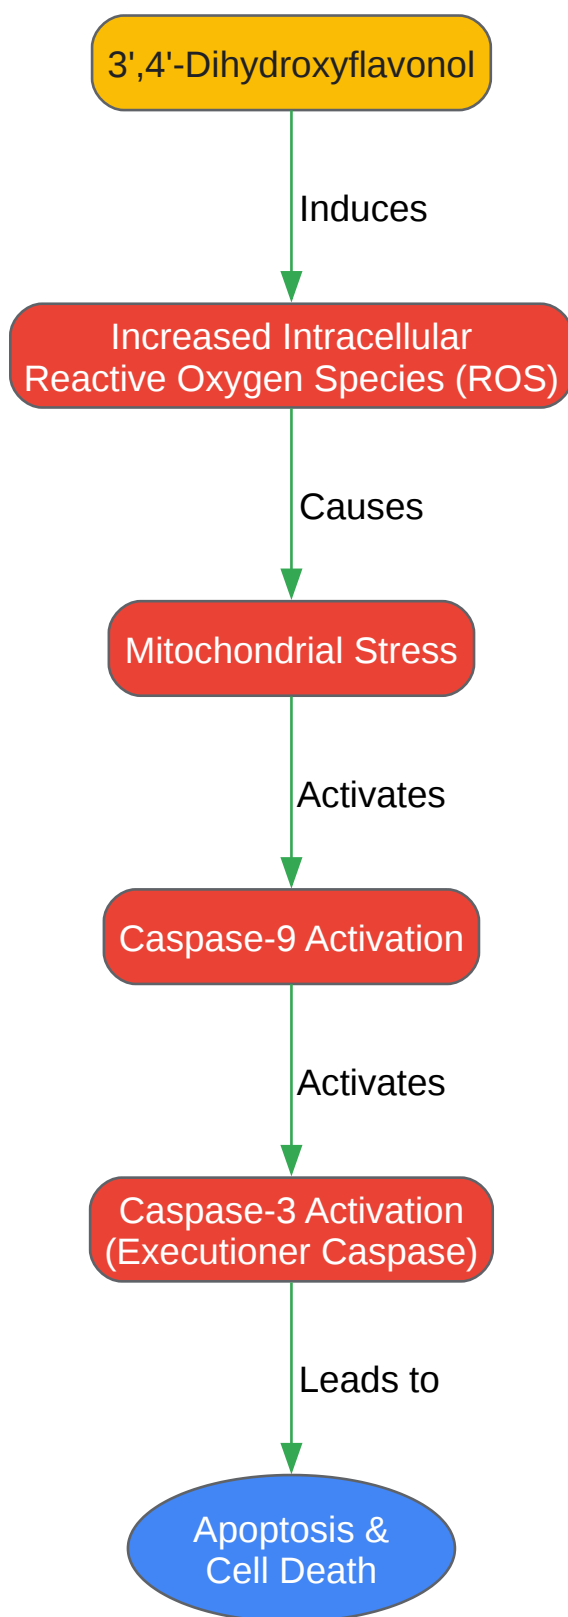 3',4'-Dihydroxyflavonol
Induces
Increased Intracellular
Reactive Oxygen Species (ROS)
Causes
Mitochondrial Stress
Activates
Caspase-9 Activation
Activates
Caspase-3 Activation
(Executioner Caspase)
Leads to
Apoptosis &
Cell Death